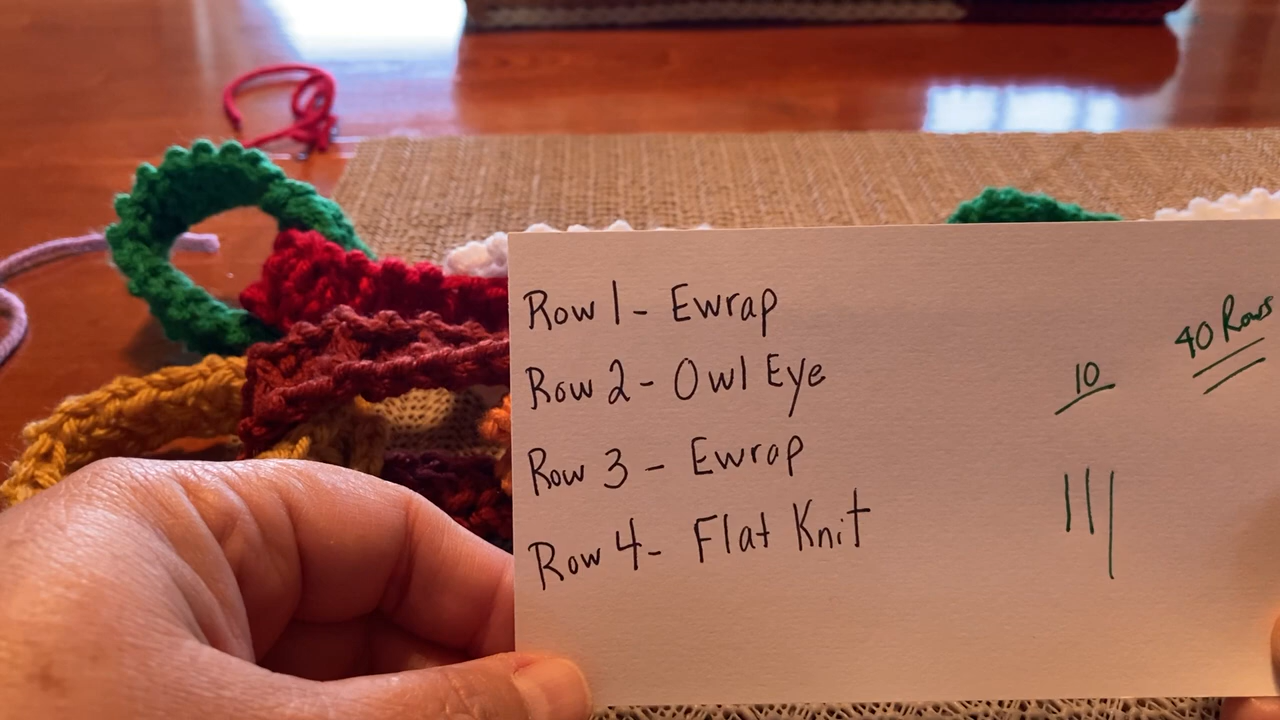 Row 1 - Ewrap
Row 2 - Owl Eye
Row 3 - Ewrap
Row 4 - Flat Knit
10
40 Rows